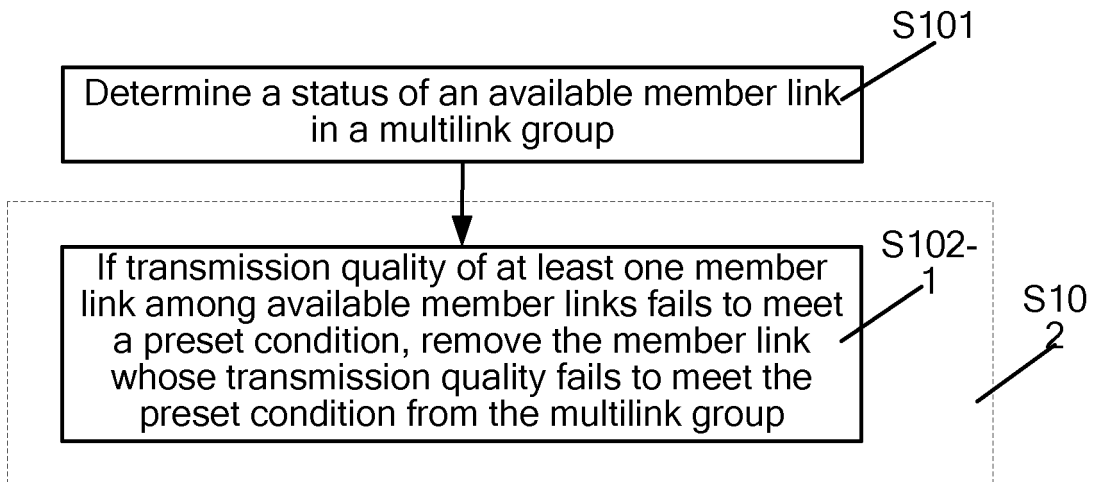 S101
Determine a status of an available member link
in a multilink group
S102-
1
If transmission quality of at least one member
link among available member links fails to meet
a preset condition, remove the member link
whose transmission quality fails to meet the
preset condition from the multilink group
S10
2